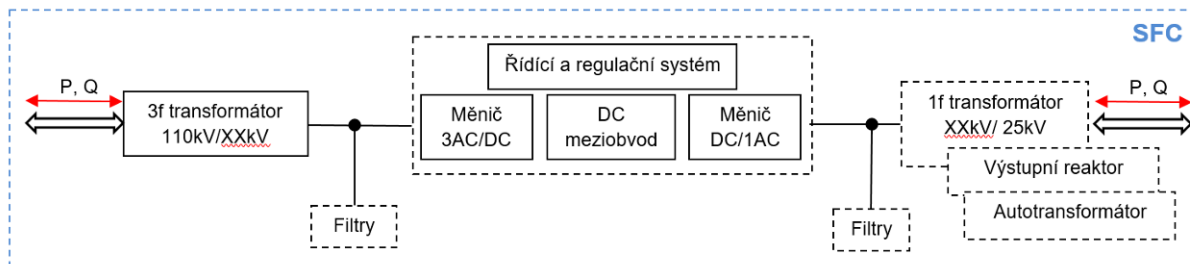 SFC
P, Q
3f transformátor
110kV/XXkV
Filtry
Řídící a regulační systém
Měnič
3AC/DC
DC
meziobvod
Měnič
DC/1AC
Filtry
1f transformátor
XXkV/ 25kV
Výstupní reaktor
Autotransformátor
P, Q